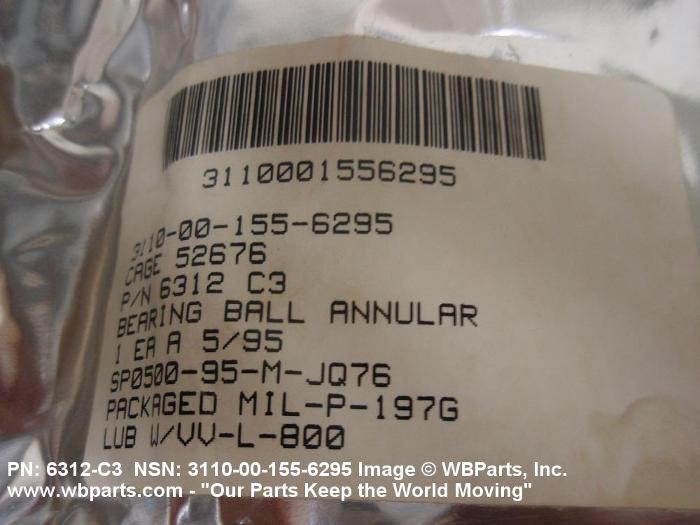 3110001556295
3110-00-155-6295
CAGE 52676
P/N 6312 C3
BEARING BALL ANNULAR
1 EA A 5/95
SP0500-95-M-JQ76
PACKAGED MIL-P-197G
LUB W/VV-L-800
PN: 6312-C3 NSN: 3110-00-155-6295 Image © WBParts, Inc.
www.wbparts.com - "Our Parts Keep the World Moving"